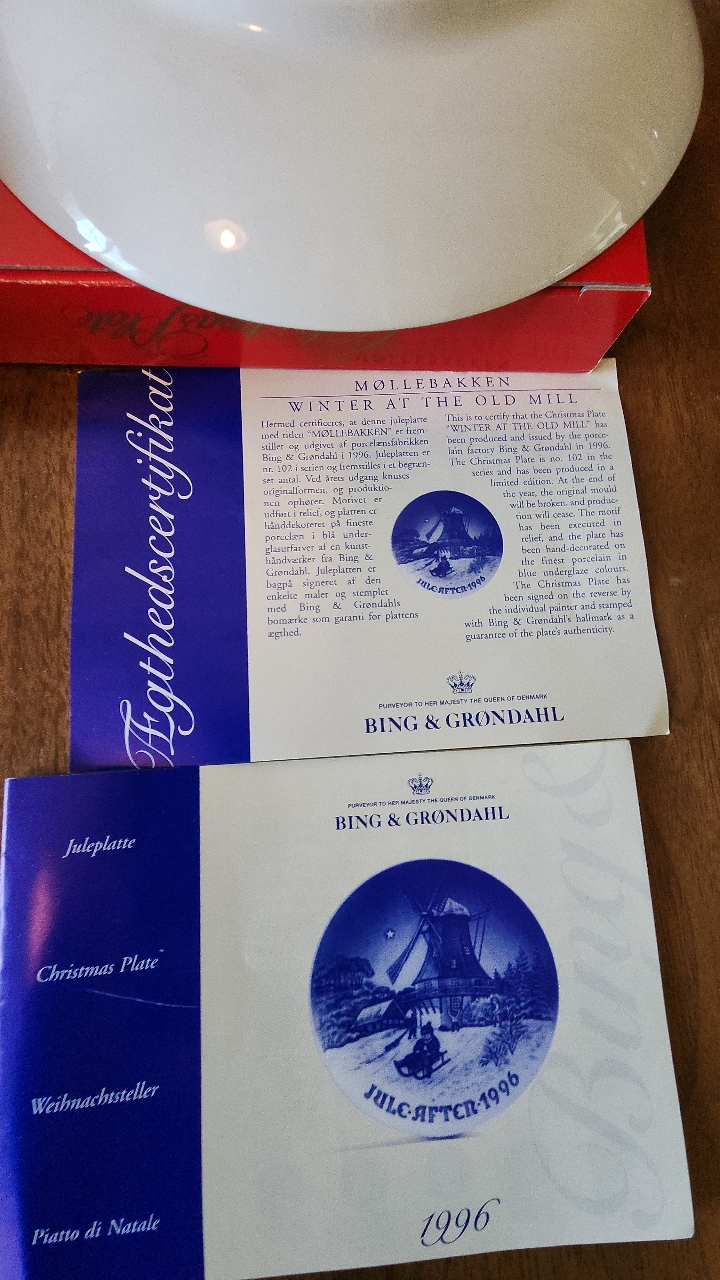 Plate
Ægthedscertifikat
MØLLEBAKKEN
WINTER AT THE OLD MILL
Hermed certificeres, at denne juleplatte
med titlen "MØLLEBAKKEN" er frem-
stillet og udgivet af porcelænsfabrikken
Bing & Grøndahl i 1996. Juleplatten er
nr. 102 i serien og fremstilles i et begræn-
set antal. Ved årets udgang knuses
originalformen, og produktio-
nen ophører. Motivet er
udført i relief, og platten er
hånddekoreret på fineste
porcelæn i blå under-
glasurfarver af en kunst-
håndværker fra Bing &
Grøndahl. Juleplatten er
bagpå signeret af den
enkelte maler og stemplet
med Bing & Grøndahls
bomærke som garanti for plattens
ægthed.
This is to certify that the Christmas Plate
"WINTER AT THE OLD MILL" has
been produced and issued by the porce-
lain factory Bing & Grøndahl in 1996.
The Christmas Plate is no. 102 in the
series and has been produced in a
limited edition. At the end of
the year, the original mould
will be broken, and produc-
tion will cease. The motif
has been executed in
relief, and the plate has
been hand-decorated on
the finest porcelain in
blue underglaze colours.
The Christmas Plate has
been signed on the reverse by
the individual painter and stamped
with Bing & Grøndahl's hallmark as a
guarantee of the plate's authenticity.
JULE·AFTEN·1996
PURVEYOR TO HER MAJESTY THE QUEEN OF DENMARK
BING & GRØNDAHL
PURVEYOR TO HER MAJESTY THE QUEEN OF DENMARK
BING & GRØNDAHL
Juleplatte
Christmas Plate
Weihnachtsteller
Piatto di Natale
JULE·AFTEN·1996
1996
Bing &